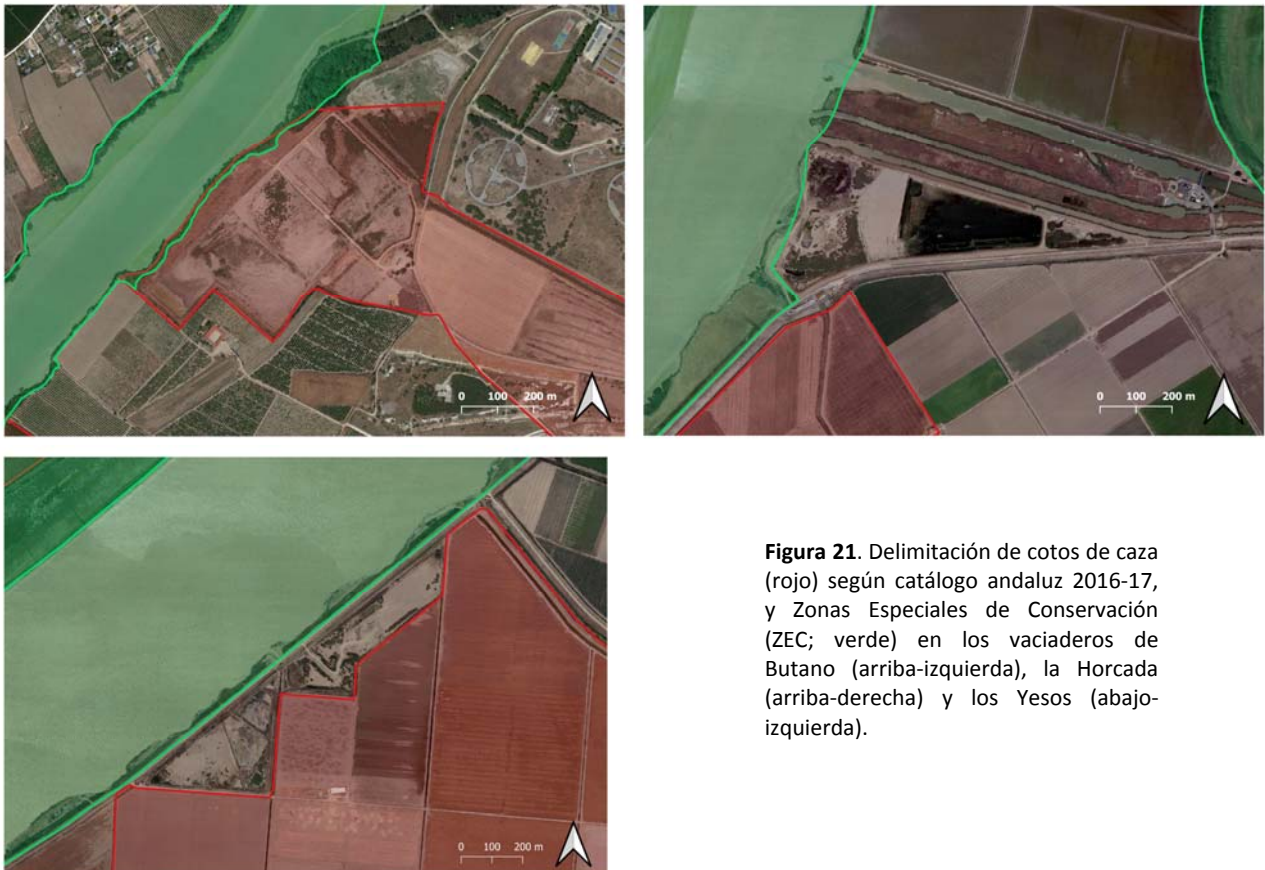 0 100 200 m
0 100 200 m
0 100 200 m
Figura 21. Delimitación de cotos de caza
(rojo) según catálogo andaluz 2016-17,
y Zonas Especiales de Conservación
(ZEC; verde) en los vaciaderos de
Butano (arriba-izquierda), la Horcada
(arriba-derecha) y los Yesos (abajo-
izquierda).